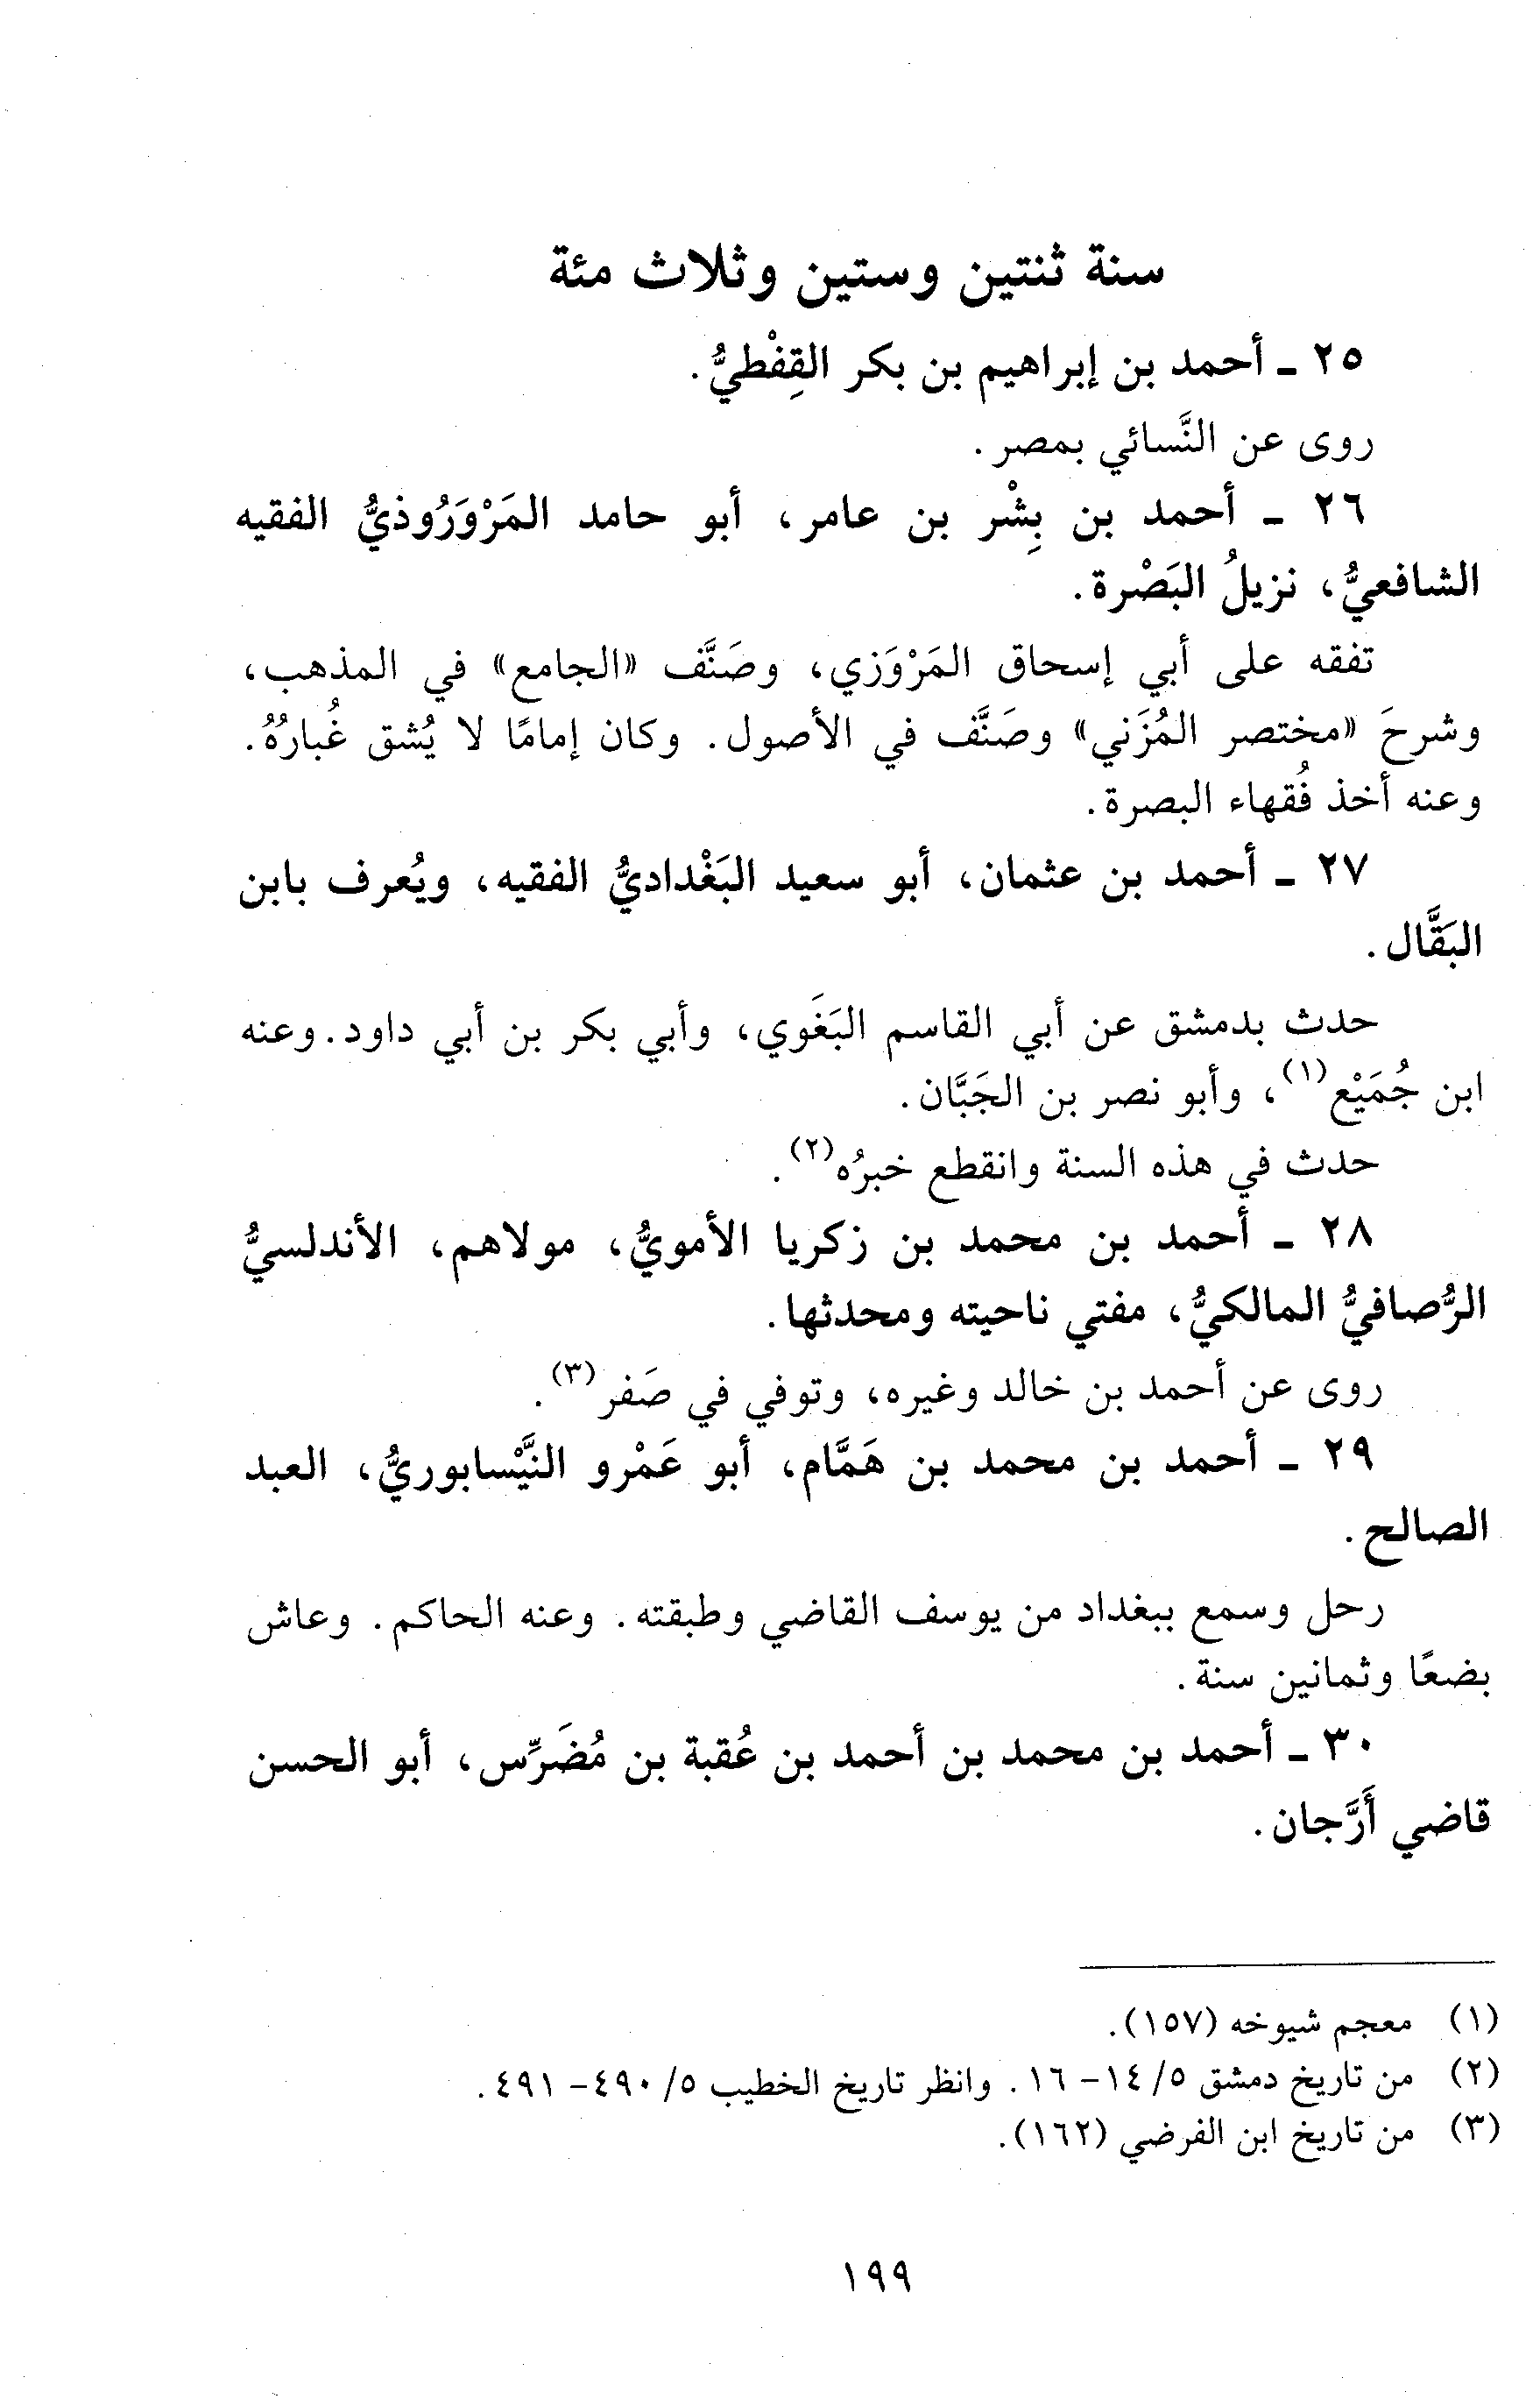 سنة ثنتين وستين وثلاث مئة
٢٥ ـ أحمد بن إبراهيم بن بكر القِفْطيُّ.
روى عن النَّسائي بمصر.
٢٦ ـ أحمد بن بِشْر بن عامر، أبو حامد المَرْوَرُوذيُّ الفقيه
الشافعيُّ، نزيلُ البَصْرة.
تفقه على أبي إسحاق المَرْوَزي، وصَنَّف «الجامع» في المذهب،
وشرحَ «مختصر المُزَني» وصَنَّف في الأصول. وكان إمامًا لا يُشق غُبارُهُ.
وعنه أخذ فُقهاء البصرة.
٢٧ ـ أحمد بن عثمان، أبو سعيد البَغْداديُّ الفقيه، ويُعرف بابن
البَقَّال.
حدث بدمشق عن أبي القاسم البَغَوي، وأبي بكر بن أبي داود. وعنه
ابن جُمَيْع(١)، وأبو نصر بن الجَبَّان.
حدث في هذه السنة وانقطع خبرُه(٢).
٢٨ ـ أحمد بن محمد بن زكريا الأمويُّ، مولاهم، الأندلسيُّ
الرُّصافيُّ المالكيُّ، مفتي ناحيته ومحدثها.
روى عن أحمد بن خالد وغيره، وتوفي في صَفر(٣).
٢٩ ـ أحمد بن محمد بن هَمَّام، أبو عَمْرو النَّيْسابوريُّ، العبد
الصالح.
رحل وسمع ببغداد من يوسف القاضي وطبقته. وعنه الحاكم. وعاش
بضعًا وثمانين سنة.
٣٠ ـ أحمد بن محمد بن أحمد بن عُقبة بن مُضَرِّس، أبو الحسن
قاضي أَرَّجان.
(١) معجم شيوخه (١٥٧).
(٢) من تاريخ دمشق ٥/ ١٤- ١٦. وانظر تاريخ الخطيب ٥/ ٤٩٠- ٤٩١.
(٣) من تاريخ ابن الفرضي (١٦٢).
١٩٩